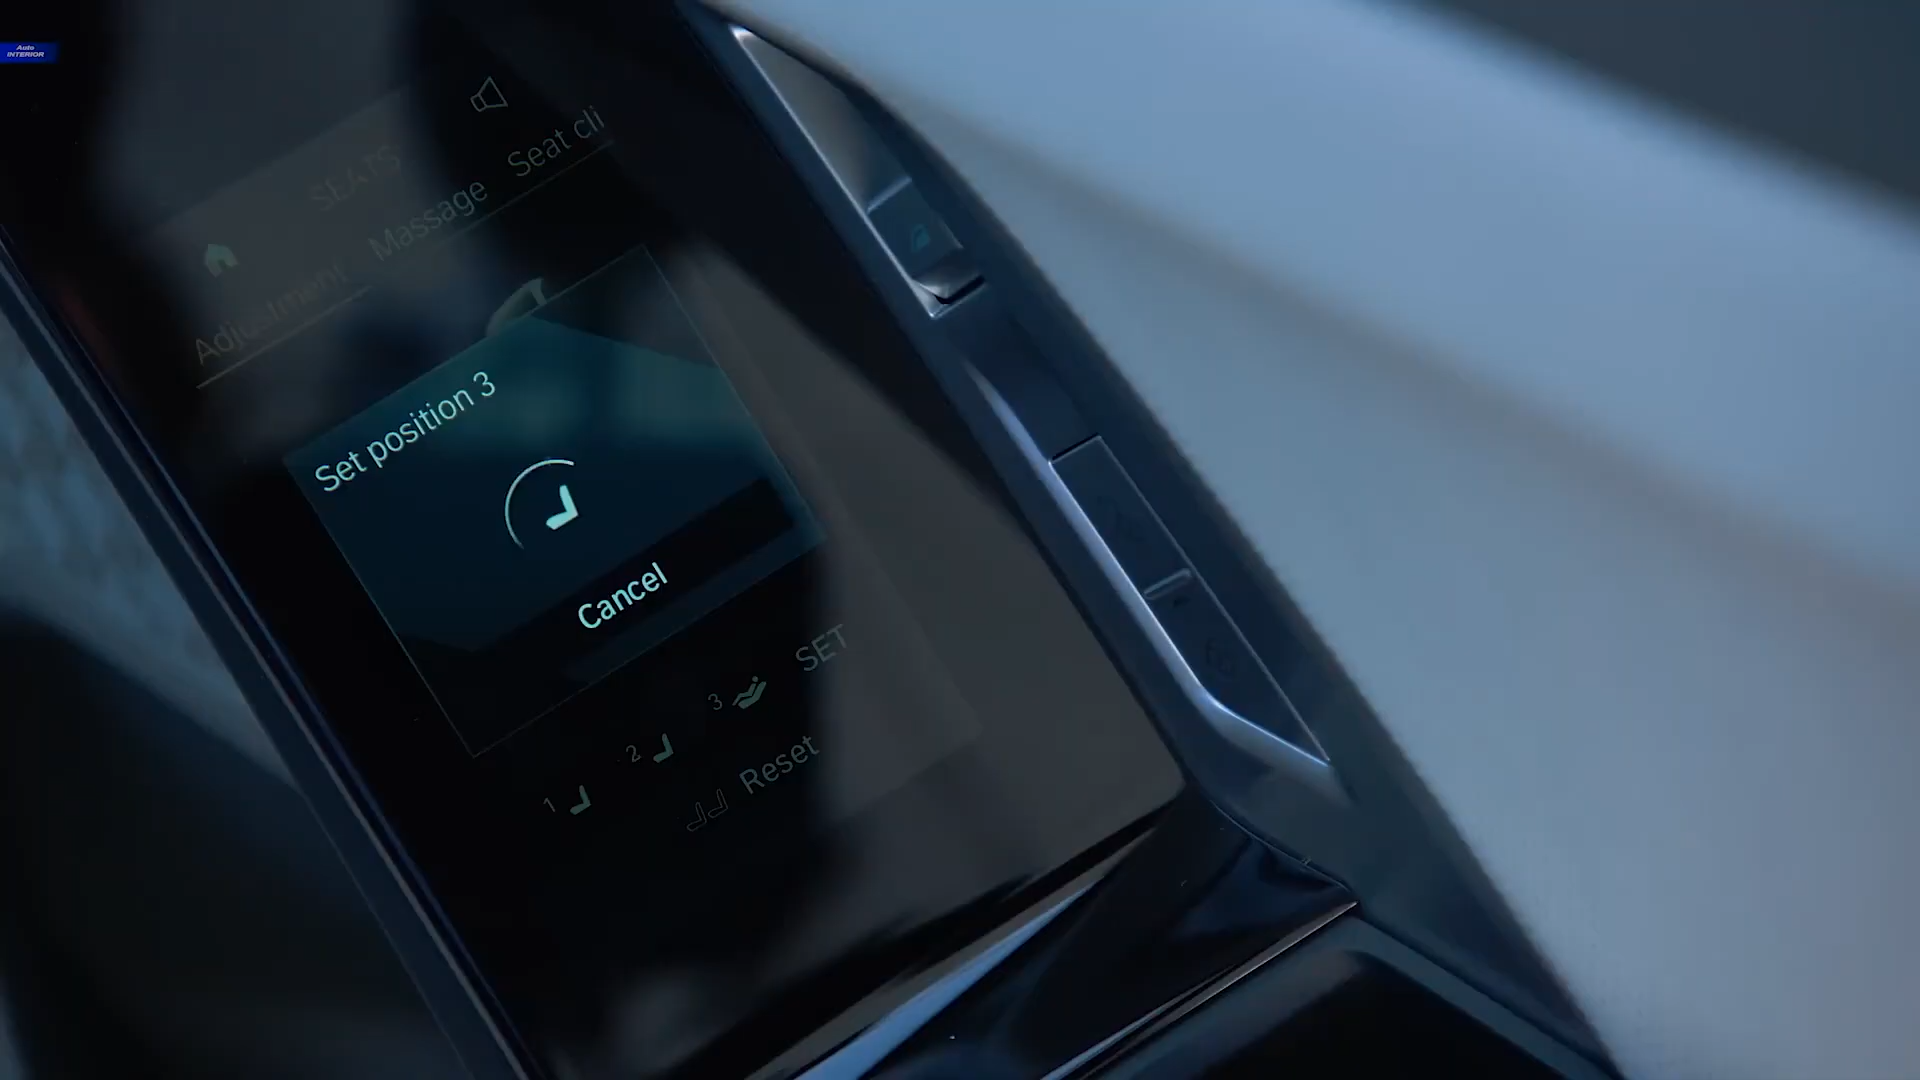 Auto
INTERIOR
SEATS
Adjustment Massage Seat cli
Set position 3
Cancel
1 2 3 SET
Reset